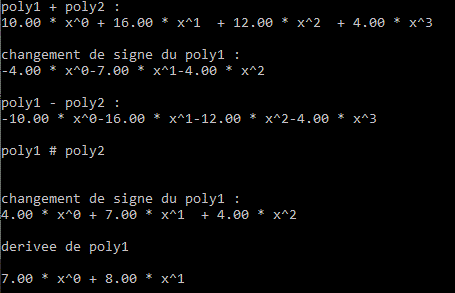 poly1 + poly2 :
10.00 * x^0 + 16.00 * x^1  + 12.00 * x^2  + 4.00 * x^3
changement de signe du poly1 :
-4.00 * x^0-7.00 * x^1-4.00 * x^2
poly1 - poly2 :
-10.00 * x^0-16.00 * x^1-12.00 * x^2-4.00 * x^3
poly1 # poly2
changement de signe du poly1 :
4.00 * x^0 + 7.00 * x^1  + 4.00 * x^2
derivee de poly1
7.00 * x^0 + 8.00 * x^1